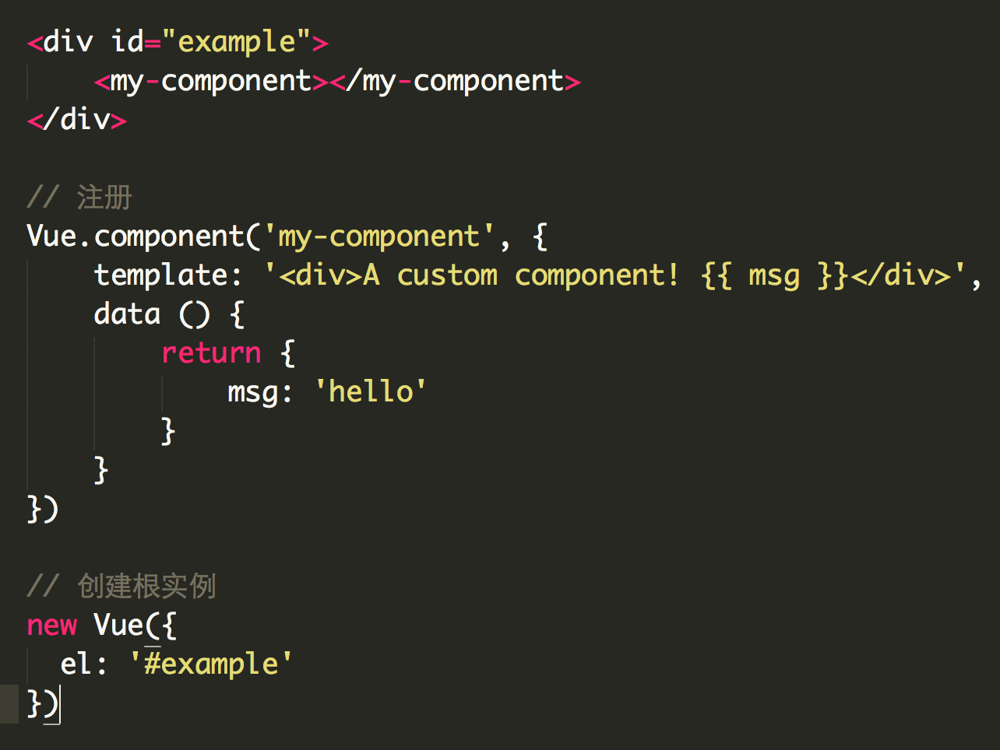 <div id="example">
    <my-component></my-component>
</div>

// 注册
Vue.component('my-component', {
    template: '<div>A custom component! {{ msg }}</div>',
    data () {
        return {
            msg: 'hello'
        }
    }
})

// 创建根实例
new Vue({
  el: '#example'
})